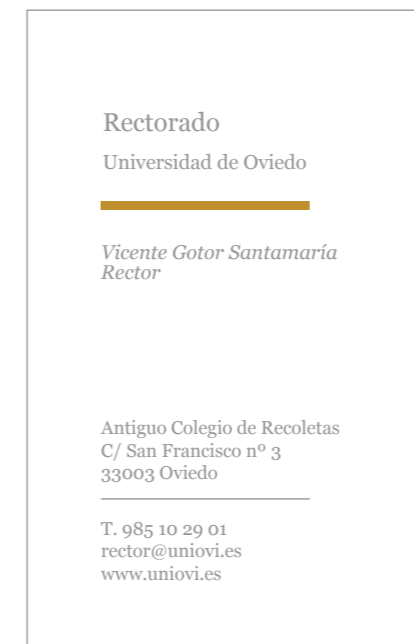 Rectorado
Universidad de Oviedo
Vicente Gotor Santamaría
Rector
Antiguo Colegio de Recoletas
C/ San Francisco nº 3
33003 Oviedo
T. 985 10 29 01
rector@uniovi.es
www.uniovi.es